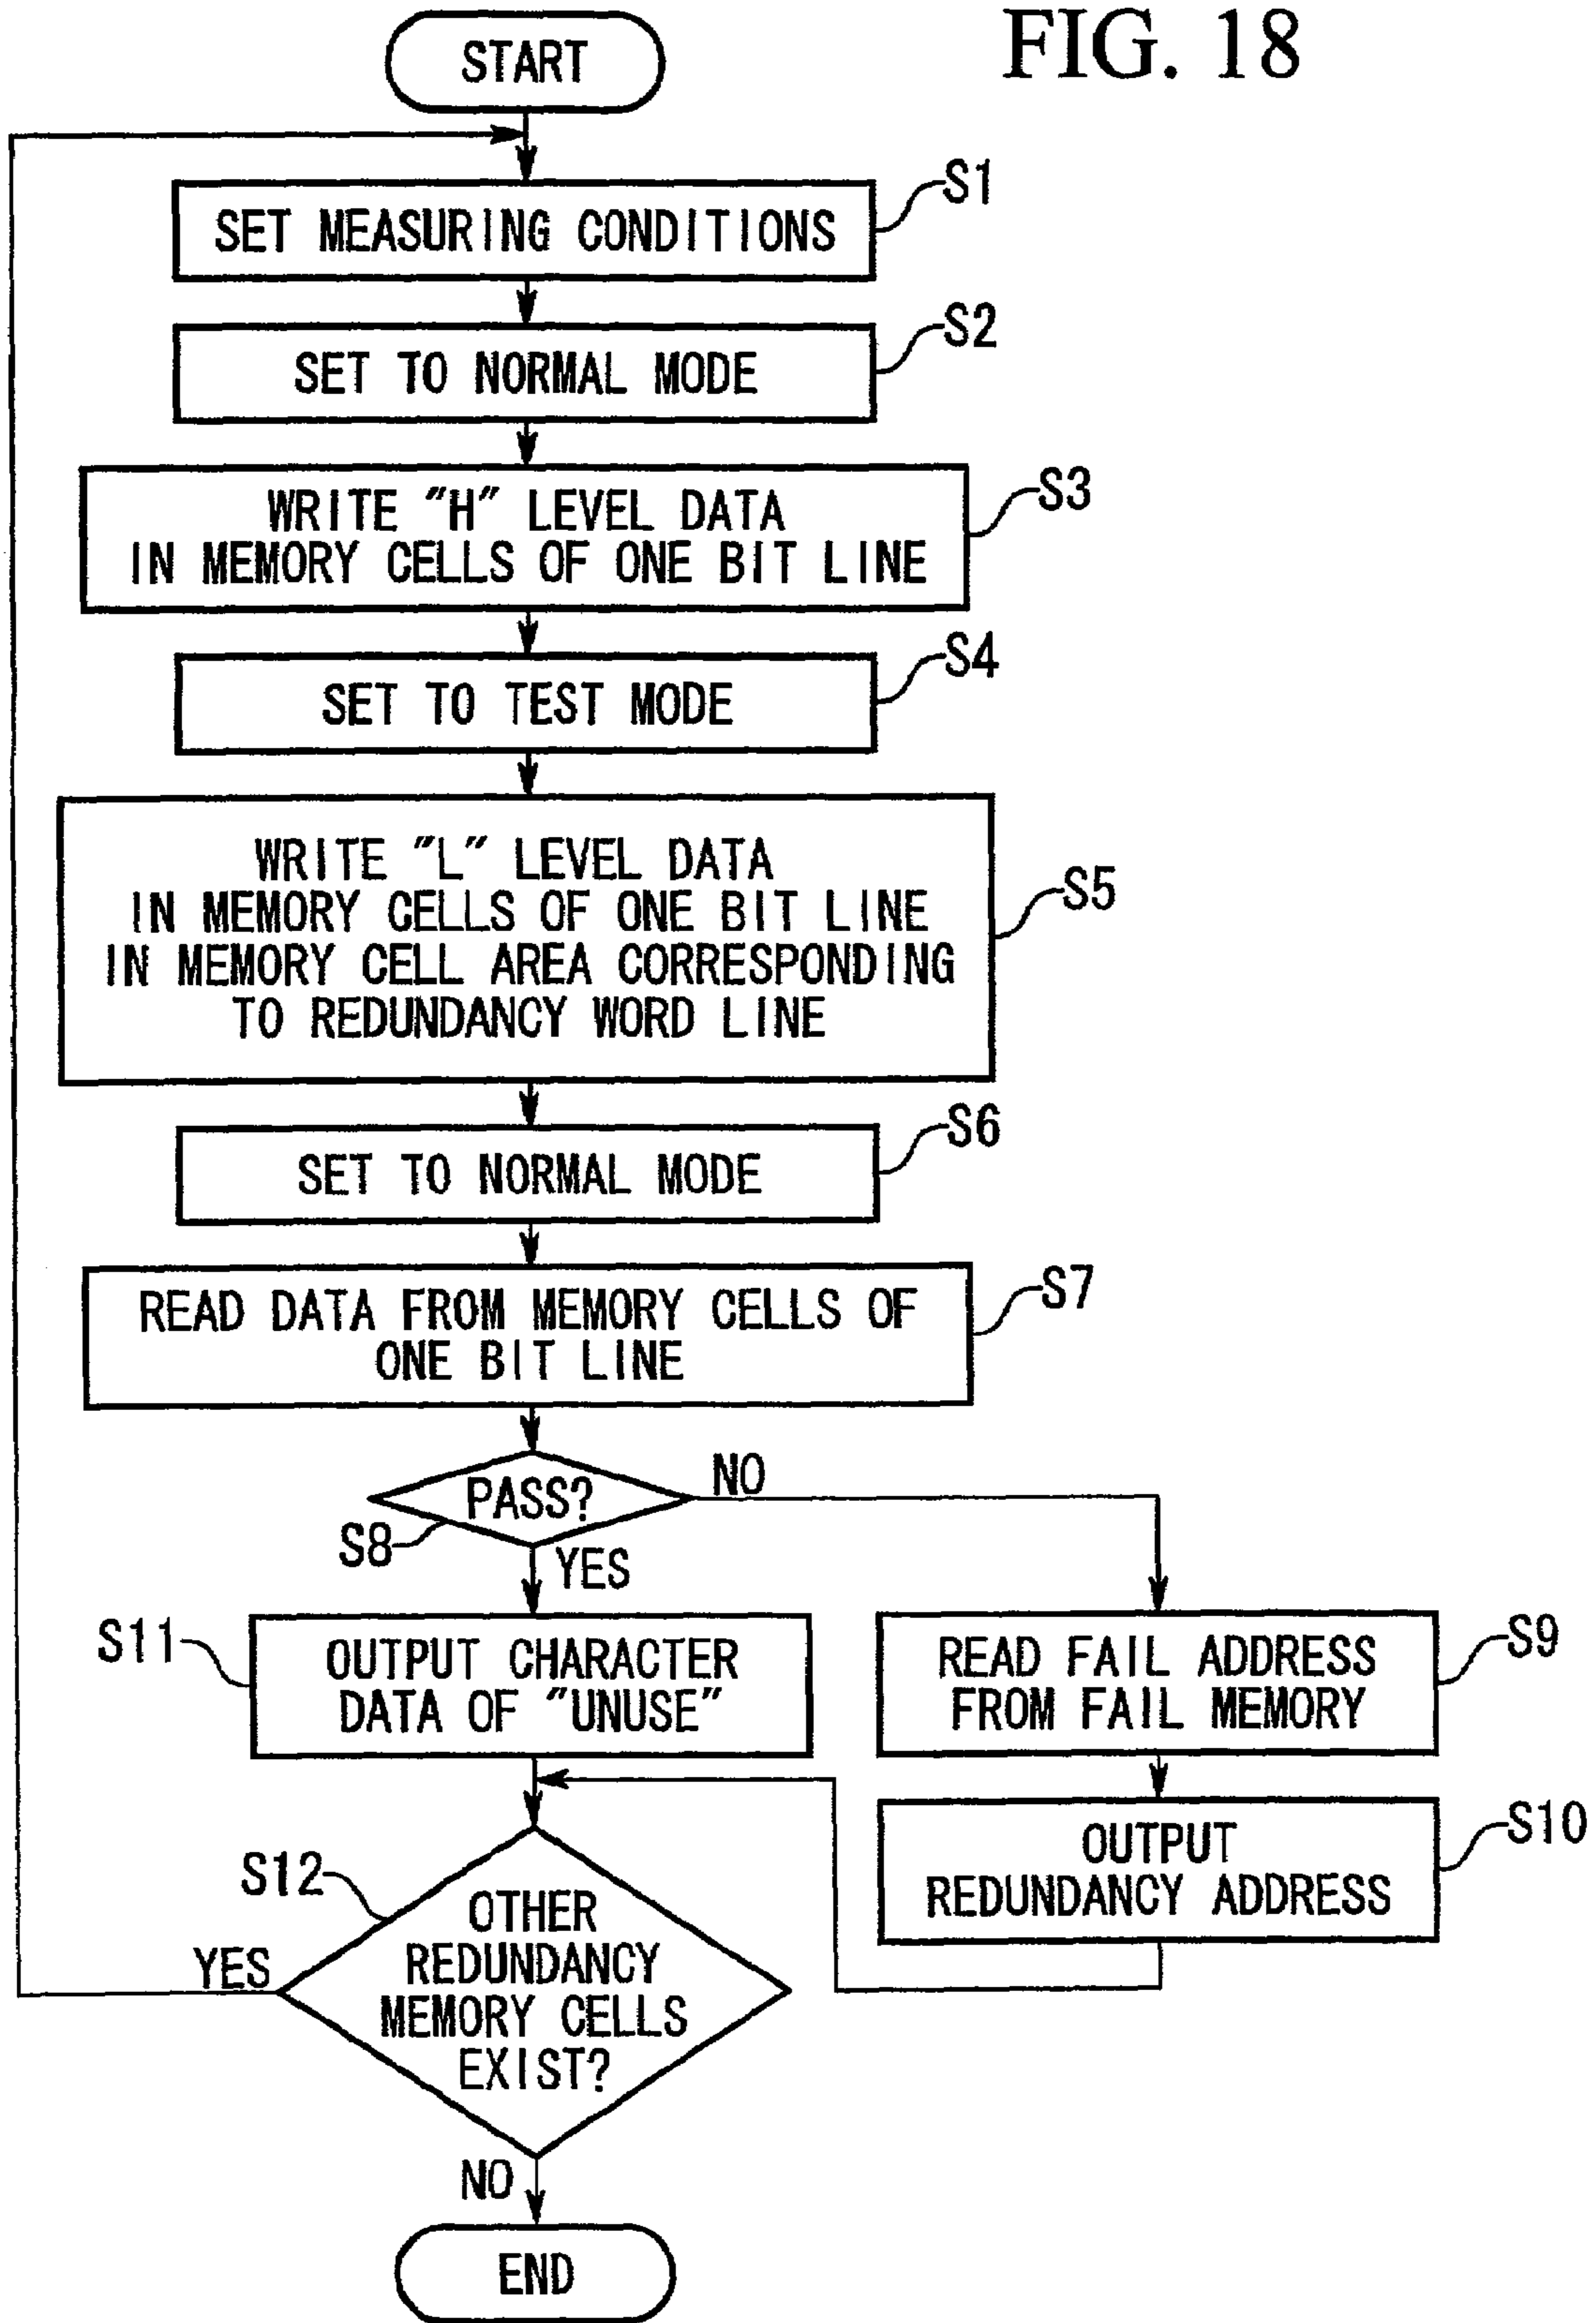 FIG. 18
START
S1
SET MEASURING CONDITIONS
S2
SET TO NORMAL MODE
S3
WRITE "H" LEVEL DATA
IN MEMORY CELLS OF ONE BIT LINE
S4
SET TO TEST MODE
S5
WRITE "L" LEVEL DATA
IN MEMORY CELLS OF ONE BIT LINE
IN MEMORY CELL AREA CORRESPONDING
TO REDUNDANCY WORD LINE
S6
SET TO NORMAL MODE
S7
READ DATA FROM MEMORY CELLS OF
ONE BIT LINE
PASS?
NO
S8
YES
S11
OUTPUT CHARACTER
DATA OF "UNUSE"
S9
READ FAIL ADDRESS
FROM FAIL MEMORY
S10
OUTPUT
REDUNDANCY ADDRESS
S12
OTHER
REDUNDANCY
MEMORY CELLS
EXIST?
YES
NO
END